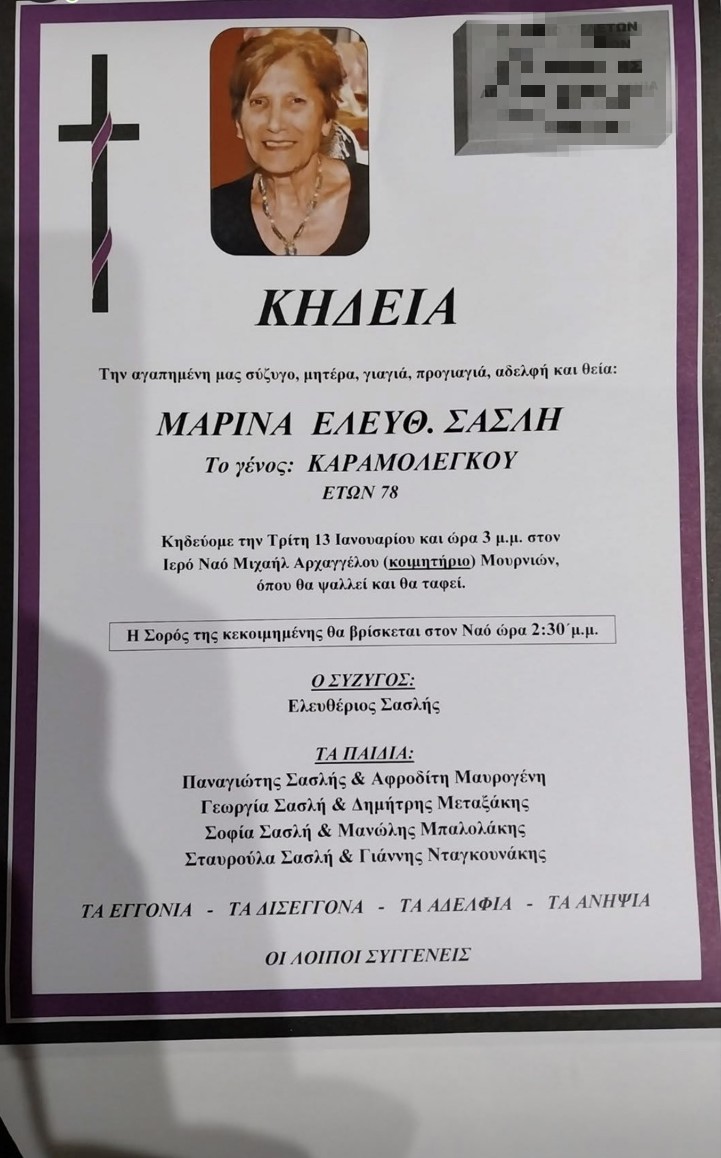 ΚΗΔΕΙΑ
Την αγαπημένη μας σύζυγο, μητέρα, γιαγιά, προγιαγιά, αδελφή και θεία:
ΜΑΡΙΝΑ ΕΛΕΥΘ. ΣΑΣΛΗ
Το γένος: ΚΑΡΑΜΟΛΕΓΚΟΥ
ΕΤΩΝ 78
Κηδεύομε την Τρίτη 13 Ιανουαρίου και ώρα 3 μ.μ. στον
Ιερό Ναό Μιχαήλ Αρχαγγέλου (κοιμητήριο) Μουρνιών,
όπου θα ψαλλεί και θα ταφεί.
Η Σορός της κεκοιμημένης θα βρίσκεται στον Ναό ώρα 2:30΄μ.μ.
Ο ΣΥΖΥΓΟΣ:
Ελευθέριος Σασλής
ΤΑ ΠΑΙΔΙΑ:
Παναγιώτης Σασλής & Αφροδίτη Μαυρογένη
Γεωργία Σασλή & Δημήτρης Μεταξάκης
Σοφία Σασλή & Μανώλης Μπαλολάκης
Σταυρούλα Σασλή & Γιάννης Νταγκουνάκης
ΤΑ ΕΓΓΟΝΙΑ - ΤΑ ΔΙΣΕΓΓΟΝΑ - ΤΑ ΑΔΕΛΦΙΑ - ΤΑ ΑΝΗΨΙΑ
ΟΙ ΛΟΙΠΟΙ ΣΥΓΓΕΝΕΙΣ